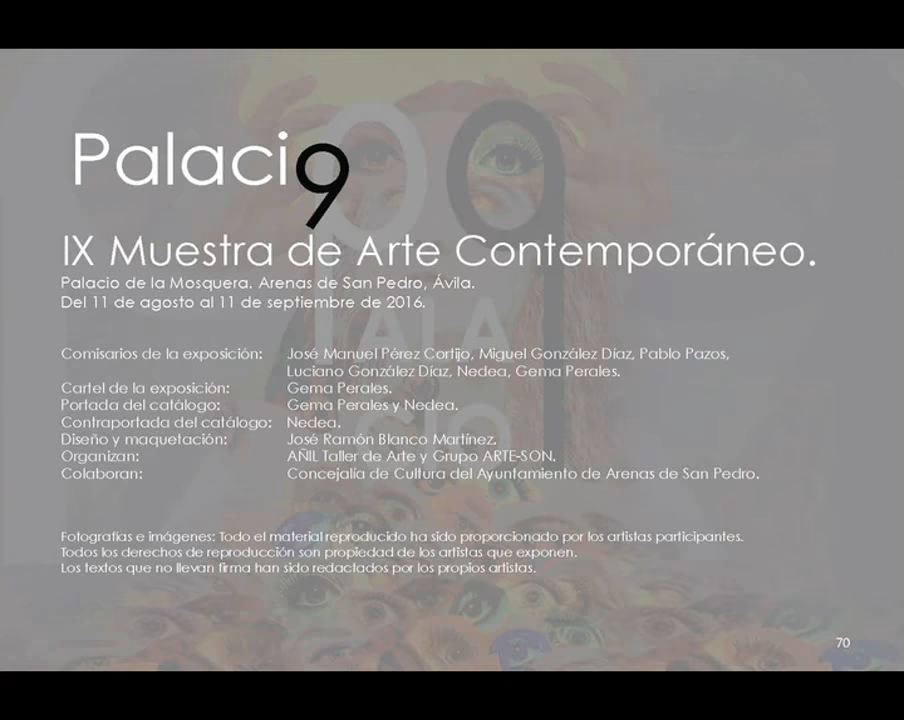 Palaci9
IX Muestra de Arte Contemporáneo.
Palacio de la Mosquera. Arenas de San Pedro, Ávila.
Del 11 de agosto al 11 de septiembre de 2016.
Comisarios de la exposición: José Manuel Pérez Cortijo, Miguel González Díaz, Pablo Pazos,
Luciano González Díaz, Nedea, Gema Perales.
Cartel de la exposición: Gema Perales.
Portada del catálogo: Gema Perales y Nedea.
Contraportada del catálogo: Nedea.
Diseño y maquetación: José Ramón Blanco Martínez.
Organizan: AÑIL Taller de Arte y Grupo ARTE-SON.
Colaboran: Concejalía de Cultura del Ayuntamiento de Arenas de San Pedro.
Fotografías e imágenes: Todo el material reproducido ha sido proporcionado por los artistas participantes.
Todos los derechos de reproducción son propiedad de los artistas que exponen.
Los textos que no llevan firma han sido redactados por los propios artistas.
70